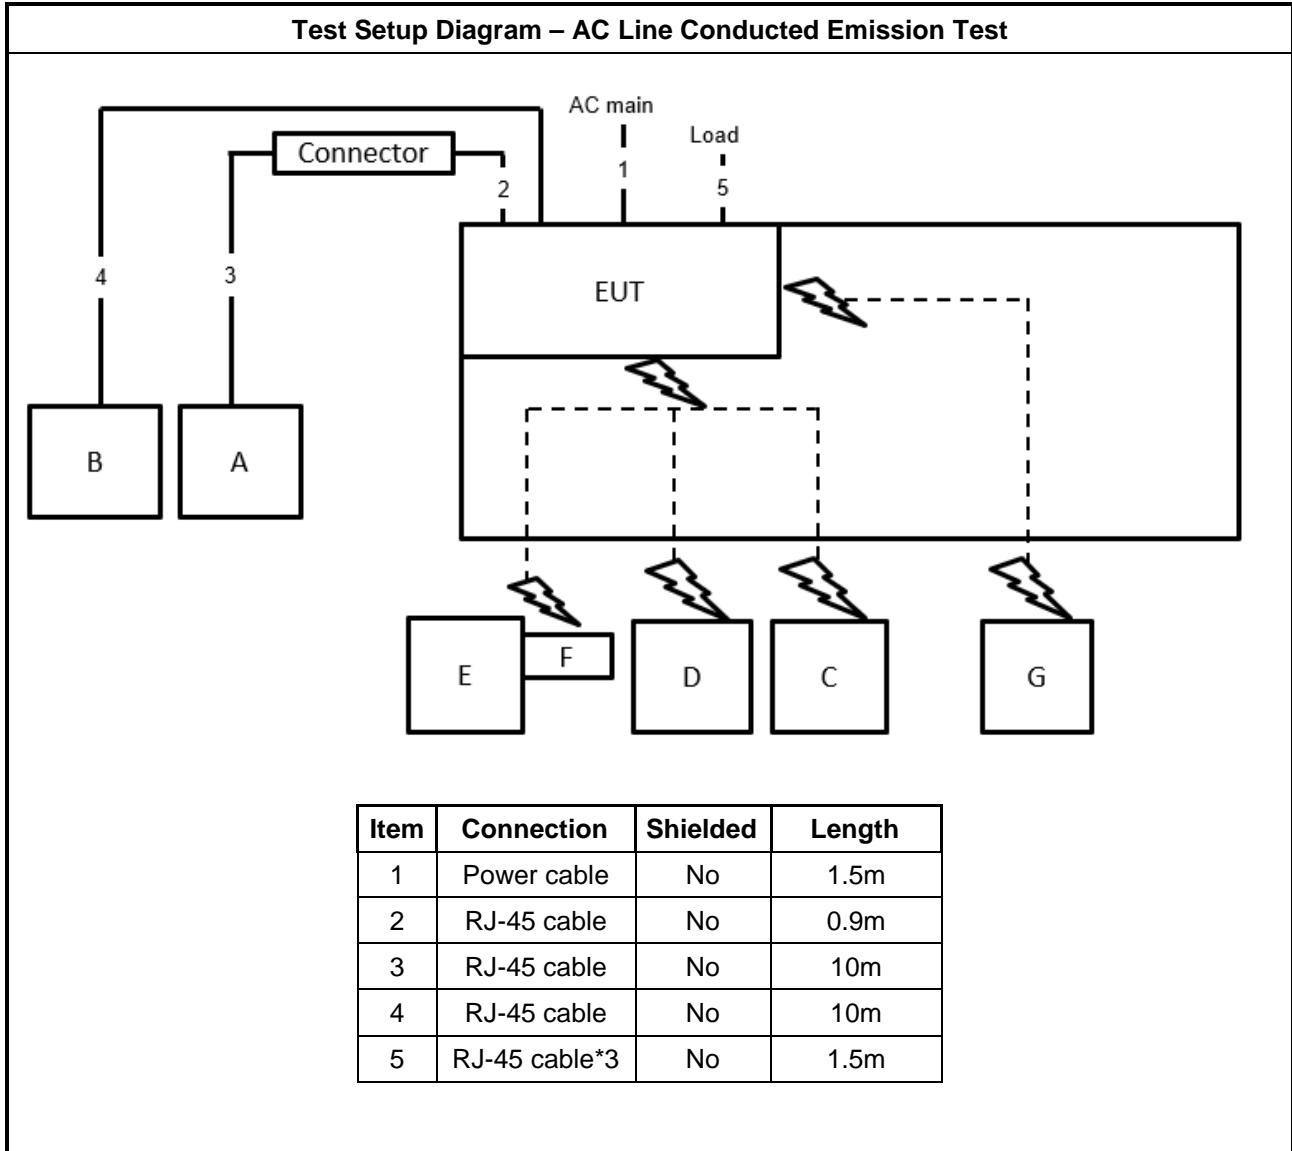 Test Setup Diagram – AC Line Conducted Emission Test
AC main
Load
Connector
1
2
5
4
3
EUT
B
A
E
F
D
C
G
Item Connection Shielded Length
1 Power cable No 1.5m
2 RJ-45 cable No 0.9m
3 RJ-45 cable No 10m
4 RJ-45 cable No 10m
5 RJ-45 cable*3 No 1.5m